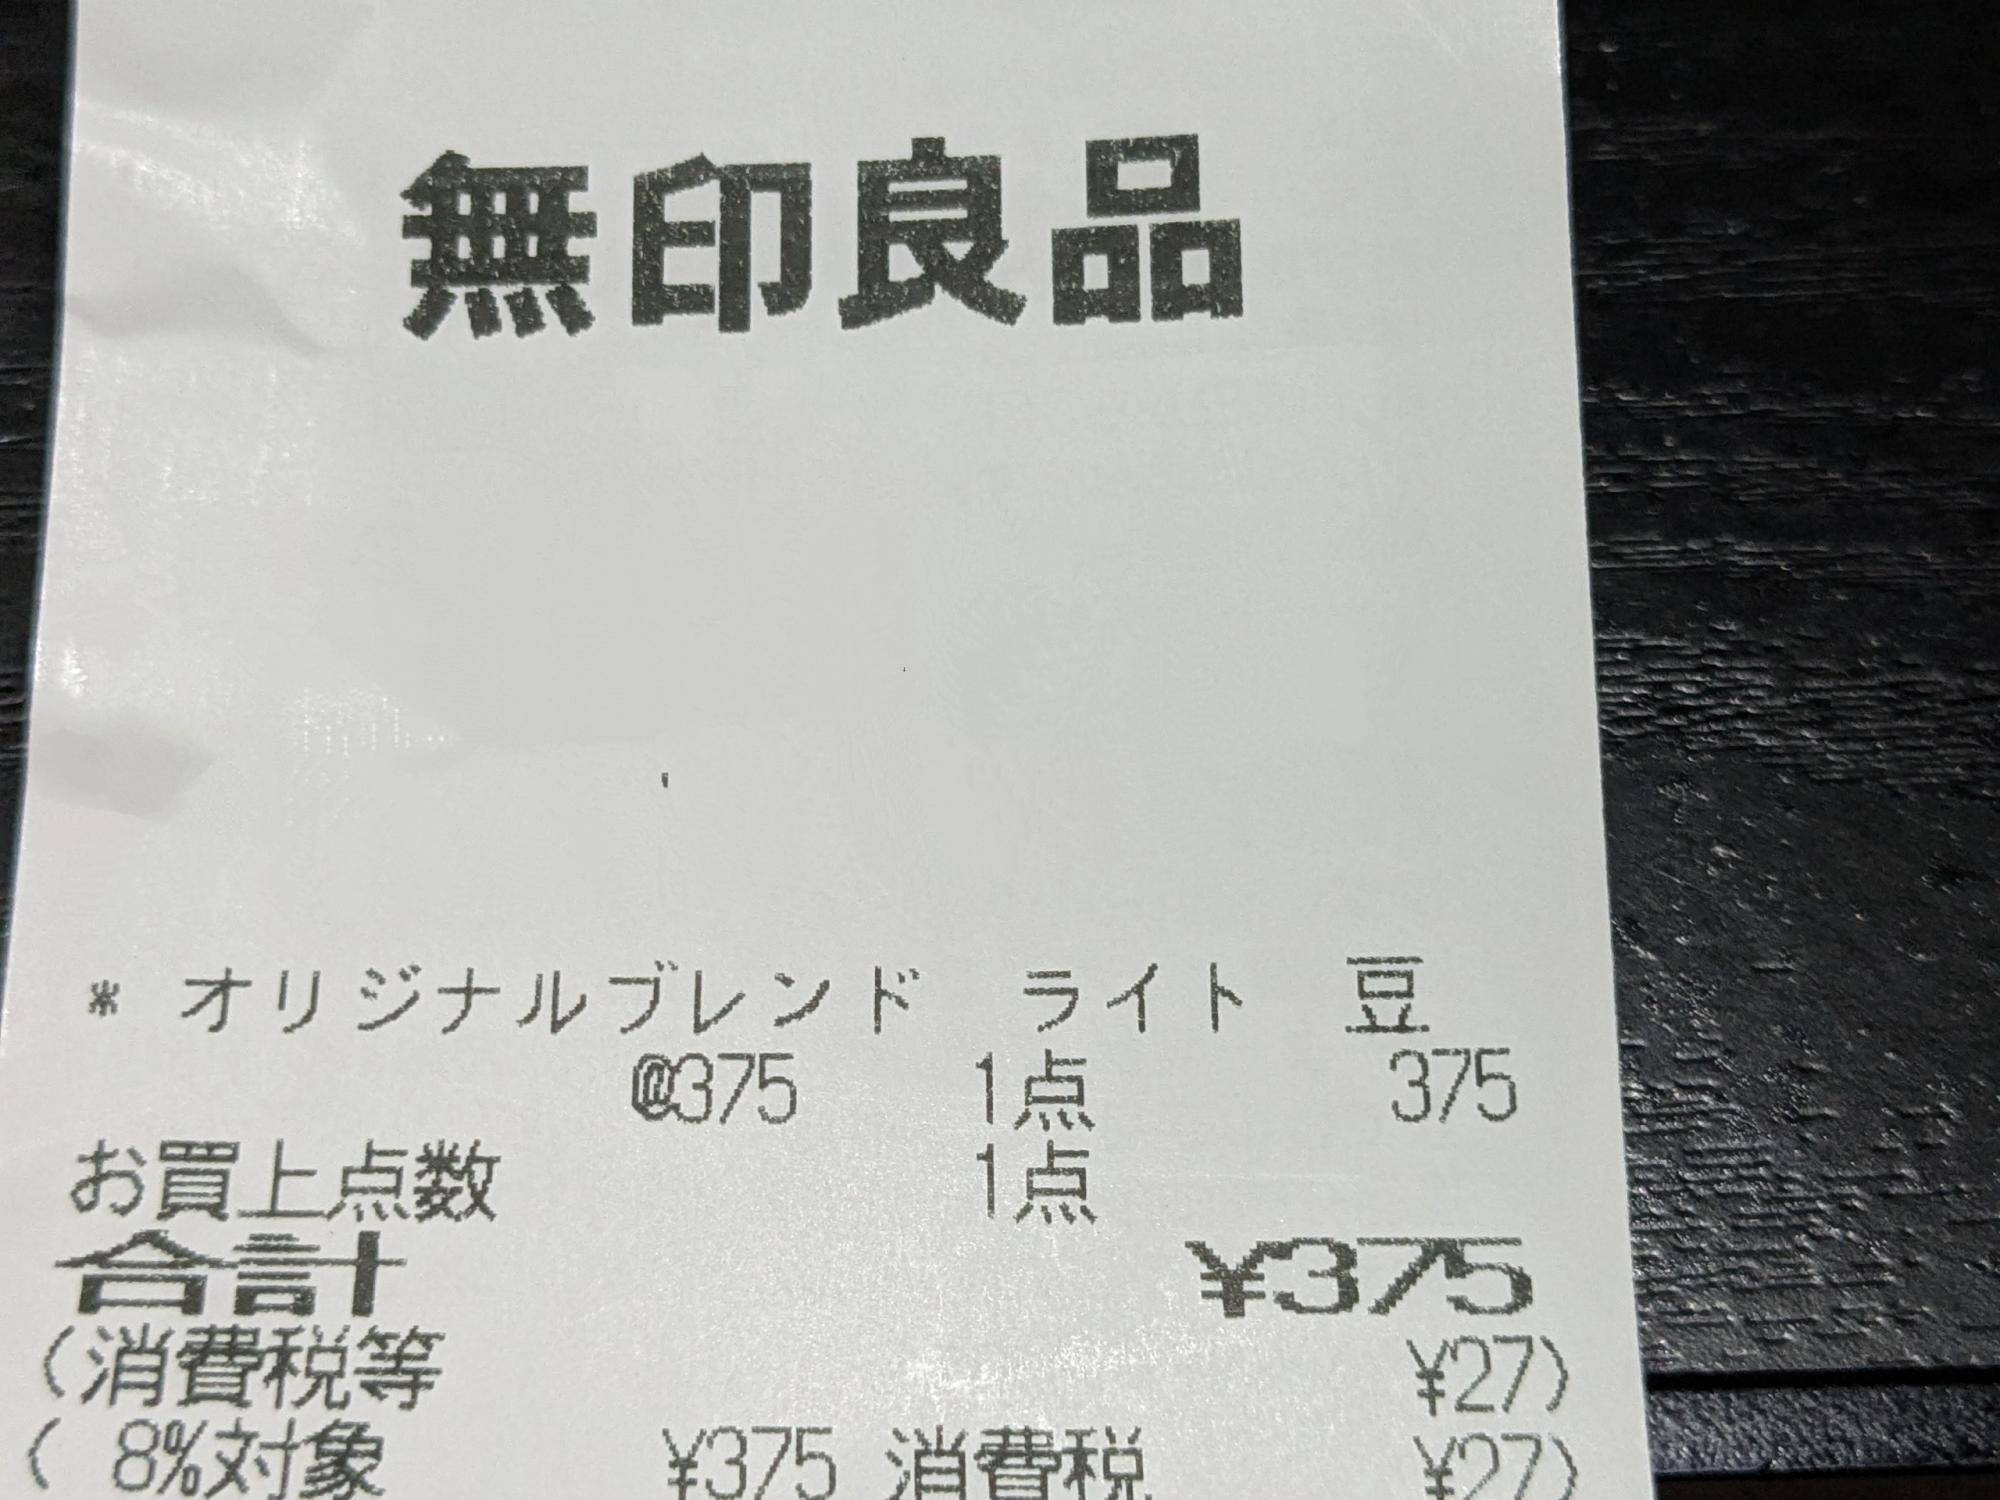 無印良品
* オリジナルブレンド ライト 豆
@375 1点 375
お買上点数 1点
合計 ¥375
(消費税等 ¥27)
( 8%対象 ¥375 消費税 ¥27)